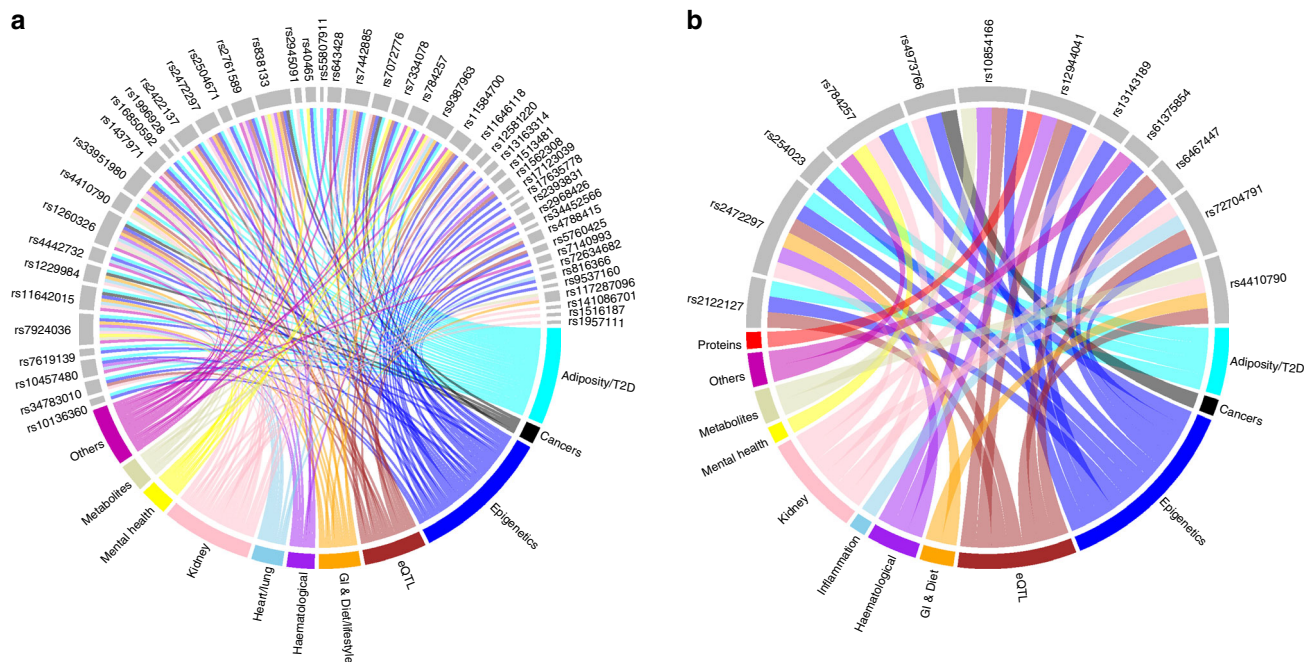 a
rs10136360
rs34783010
rs10457480
rs7619139
rs7924036
rs11642015
rs1229984
rs4442732
rs1260326
rs4410790
rs33951980
rs1437971
rs16850592
rs1996928
rs2422137
rs2472297
rs2504671
rs2761589
rs838133
rs2945091
rs40465
rs55807911
rs643428
rs7442885
rs7072776
rs7334078
rs784257
rs9387963
rs11584700
rs11646118
rs12581220
rs13163314
rs1513481
rs1562308
rs17123039
rs17635778
rs2393831
rs2968426
rs34452566
rs4788415
rs5760425
rs7140993
rs72634682
rs816366
rs9537160
rs117287096
rs141086701
rs1516187
rs1957111
Adiposity/T2D
Cancers
Epigenetics
eQTL
GI & Diet/lifestyle
Haematological
Heart/lung
Kidney
Mental health
Metabolites
Others
b
rs2122127
rs2472297
rs254023
rs784257
rs4973766
rs10854166
rs12944041
rs13143189
rs61375854
rs6467447
rs72704791
rs4410790
Adiposity/T2D
Cancers
Epigenetics
eQTL
GI & Diet
Haematological
Inflammation
Kidney
Mental health
Metabolites
Others
Proteins